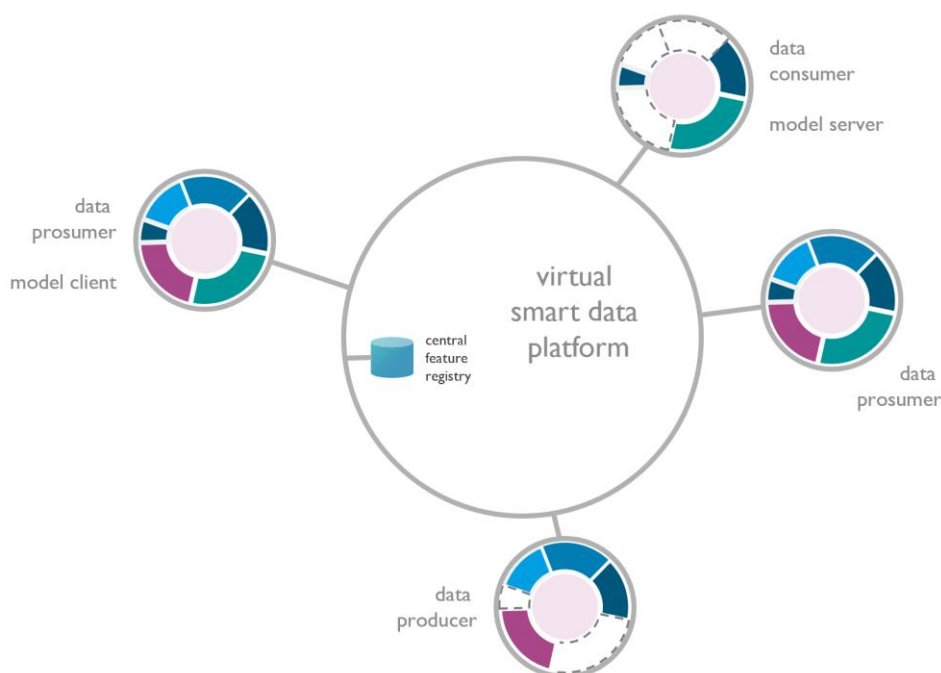 data
consumer
model server
data
prosumer
model client
virtual
smart data
platform
central
feature
registry
data
prosumer
data
producer